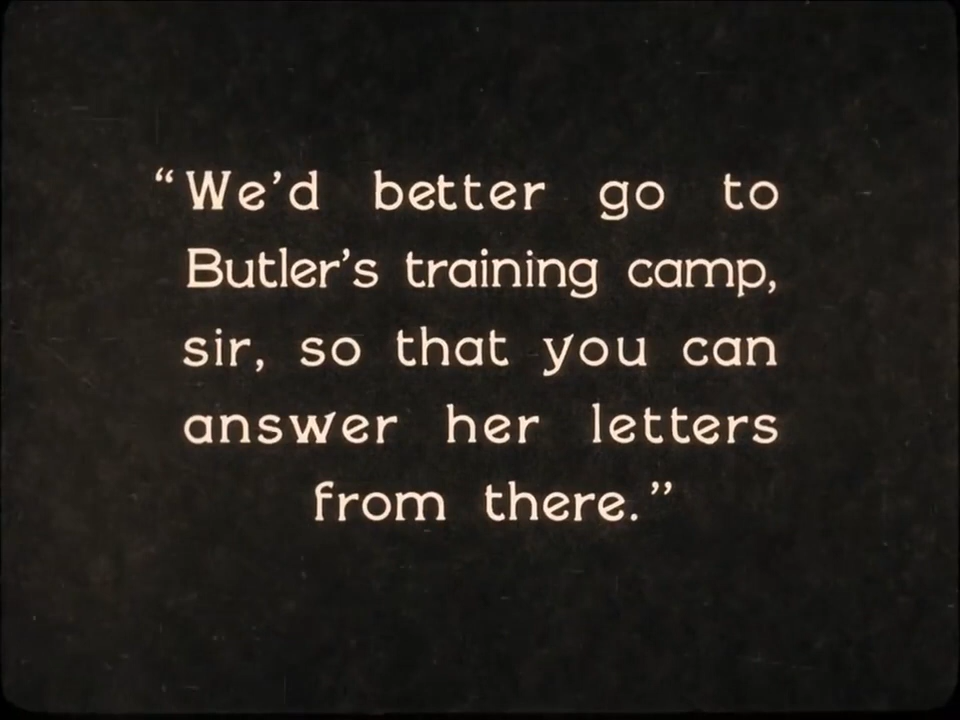 “We’d better go to
Butler’s training camp,
sir, so that you can
answer her letters
from there.”